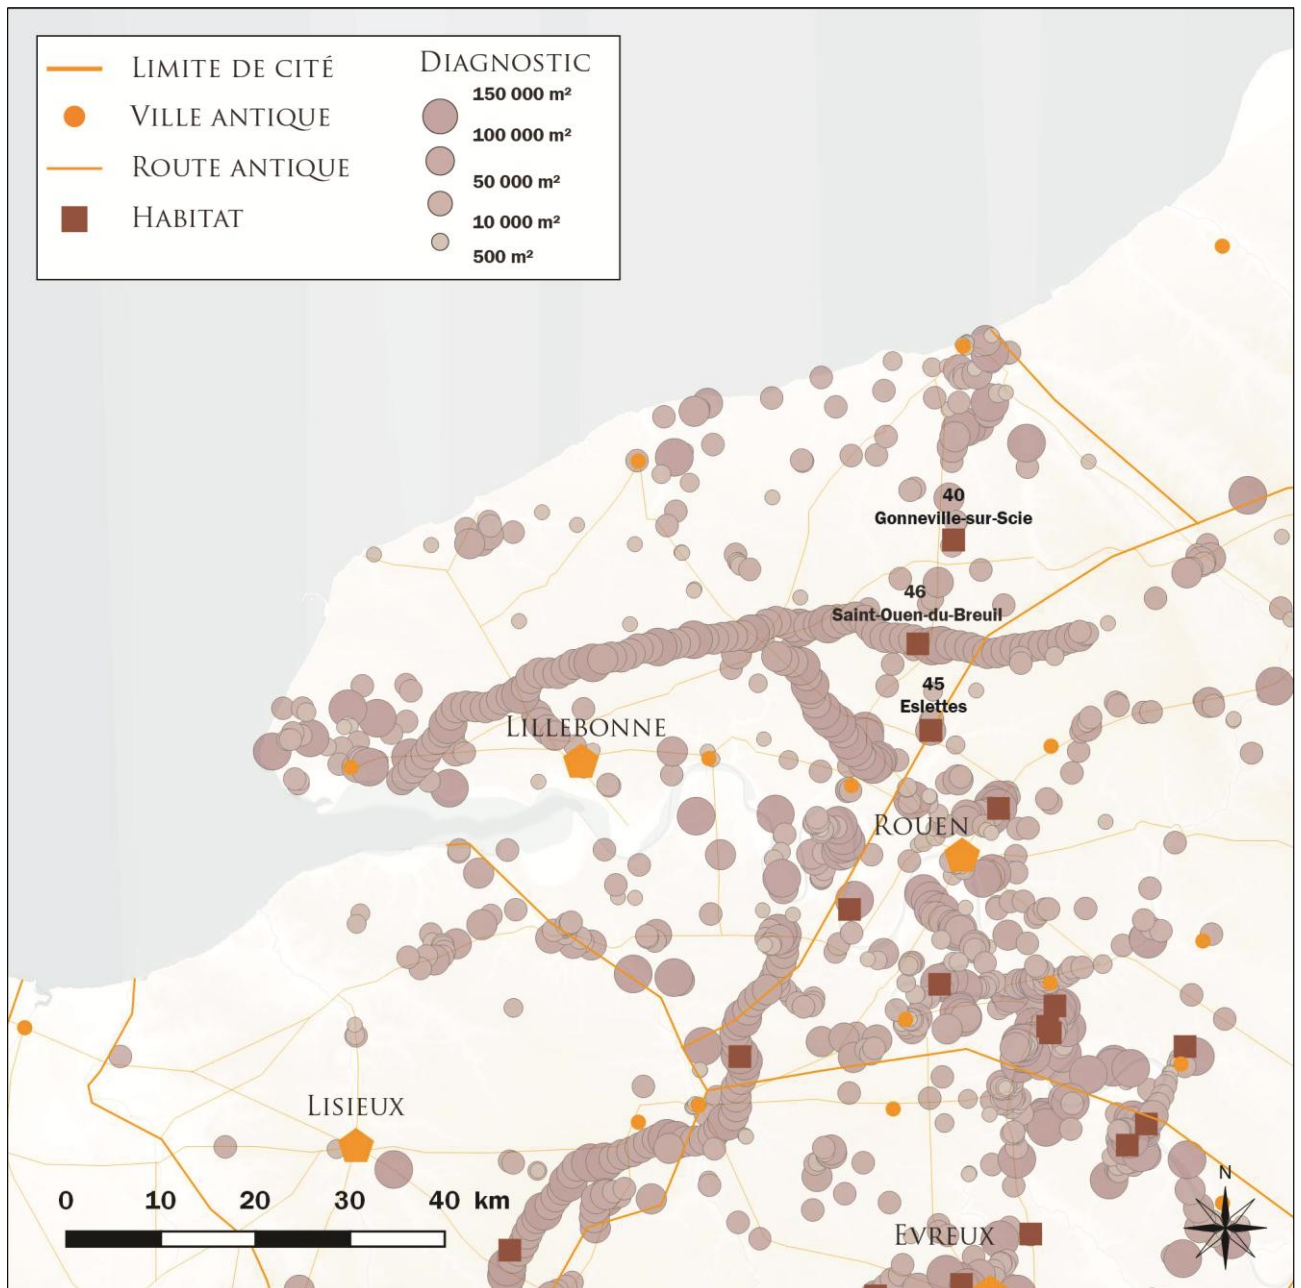 LIMITE DE CITÉ
VILLE ANTIQUE
ROUTE ANTIQUE
HABITAT
DIAGNOSTIC
150 000 m²
100 000 m²
50 000 m²
10 000 m²
500 m²
40
Gonneville-sur-Scie
46
Saint-Ouen-du-Breuil
45
Eslettes
LILLEBONNE
ROUEN
LISIEUX
EVREUX
0 10 20 30 40 km
N